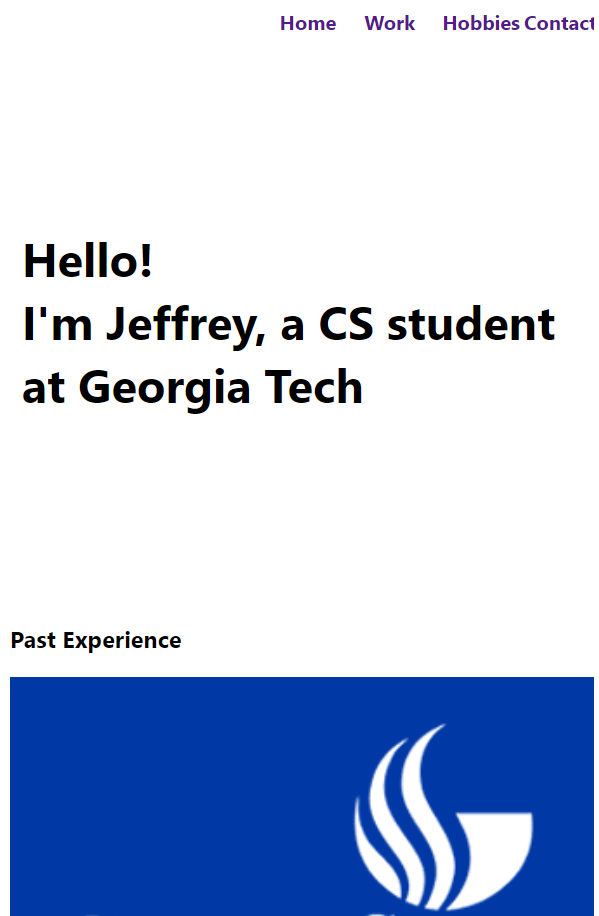 Home Work Hobbies Contact
Hello!
I'm Jeffrey, a CS student
at Georgia Tech
Past Experience